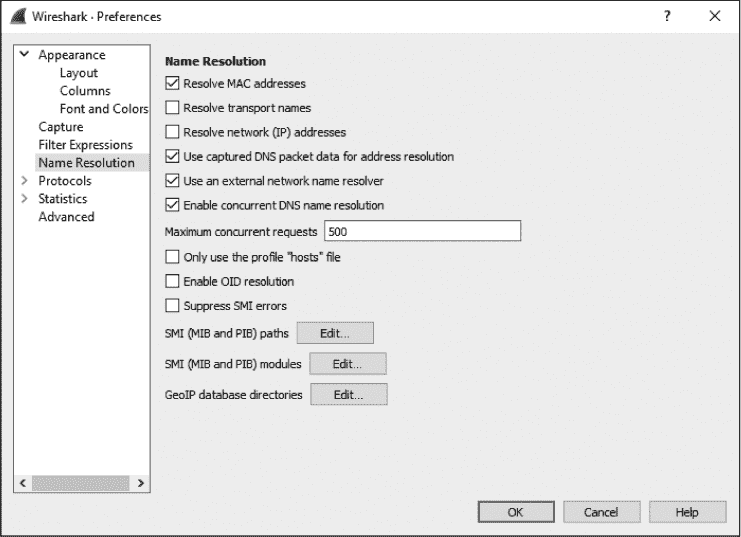 Wireshark · Preferences
?
Appearance
Layout
Columns
Font and Colors
Capture
Filter Expressions
Name Resolution
Protocols
Statistics
Advanced
Name Resolution
Resolve MAC addresses
Resolve transport names
Resolve network (IP) addresses
Use captured DNS packet data for address resolution
Use an external network name resolver
Enable concurrent DNS name resolution
Maximum concurrent requests 500
Only use the profile "hosts" file
Enable OID resolution
Suppress SMI errors
SMI (MIB and PIB) paths Edit...
SMI (MIB and PIB) modules Edit...
GeoIP database directories Edit...
OK Cancel Help